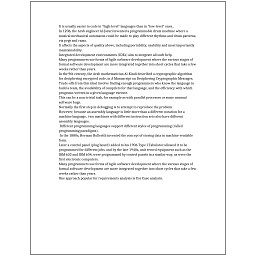 It is usually easier to code in "high-level" languages than in "low-level" ones.
In 1206, the Arab engineer Al-Jazari invented a programmable drum machine where a
musical mechanical automaton could be made to play different rhythms and drum patterns,
via pegs and cams.
It affects the aspects of quality above, including portability, usability and most importantly
maintainability.
Integrated development environments (IDEs) aim to integrate all such help.
Many programmers use forms of Agile software development where the various stages of
formal software development are more integrated together into short cycles that take a few
weeks rather than years.
In the 9th century, the Arab mathematician Al-Kindi described a cryptographic algorithm
for deciphering encrypted code, in A Manuscript on Deciphering Cryptographic Messages.
Trade-offs from this ideal involve finding enough programmers who know the language to
build a team, the availability of compilers for that language, and the efficiency with which
programs written in a given language execute.
This can be a non-trivial task, for example as with parallel processes or some unusual
software bugs.
Normally the first step in debugging is to attempt to reproduce the problem.
However, because an assembly language is little more than a different notation for a
machine language, two machines with different instruction sets also have different
assembly languages.
Different programming languages support different styles of programming (called
programming paradigms).
In the 1880s, Herman Hollerith invented the concept of storing data in machine-readable
form.
Later a control panel (plug board) added to his 1906 Type I Tabulator allowed it to be
programmed for different jobs, and by the late 1940s, unit record equipment such as the
IBM 602 and IBM 604, were programmed by control panels in a similar way, as were the
first electronic computers.
Many programmers use forms of Agile software development where the various stages of
formal software development are more integrated together into short cycles that take a few
weeks rather than years.
One approach popular for requirements analysis is Use Case analysis.